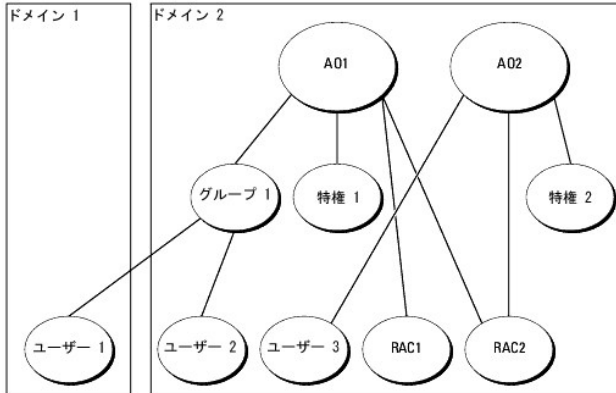 ドメイン 1
ドメイン 2
AO1
AO2
グループ 1
特権 1
特権 2
ユーザー 1
ユーザー 2
ユーザー 3
RAC1
RAC2